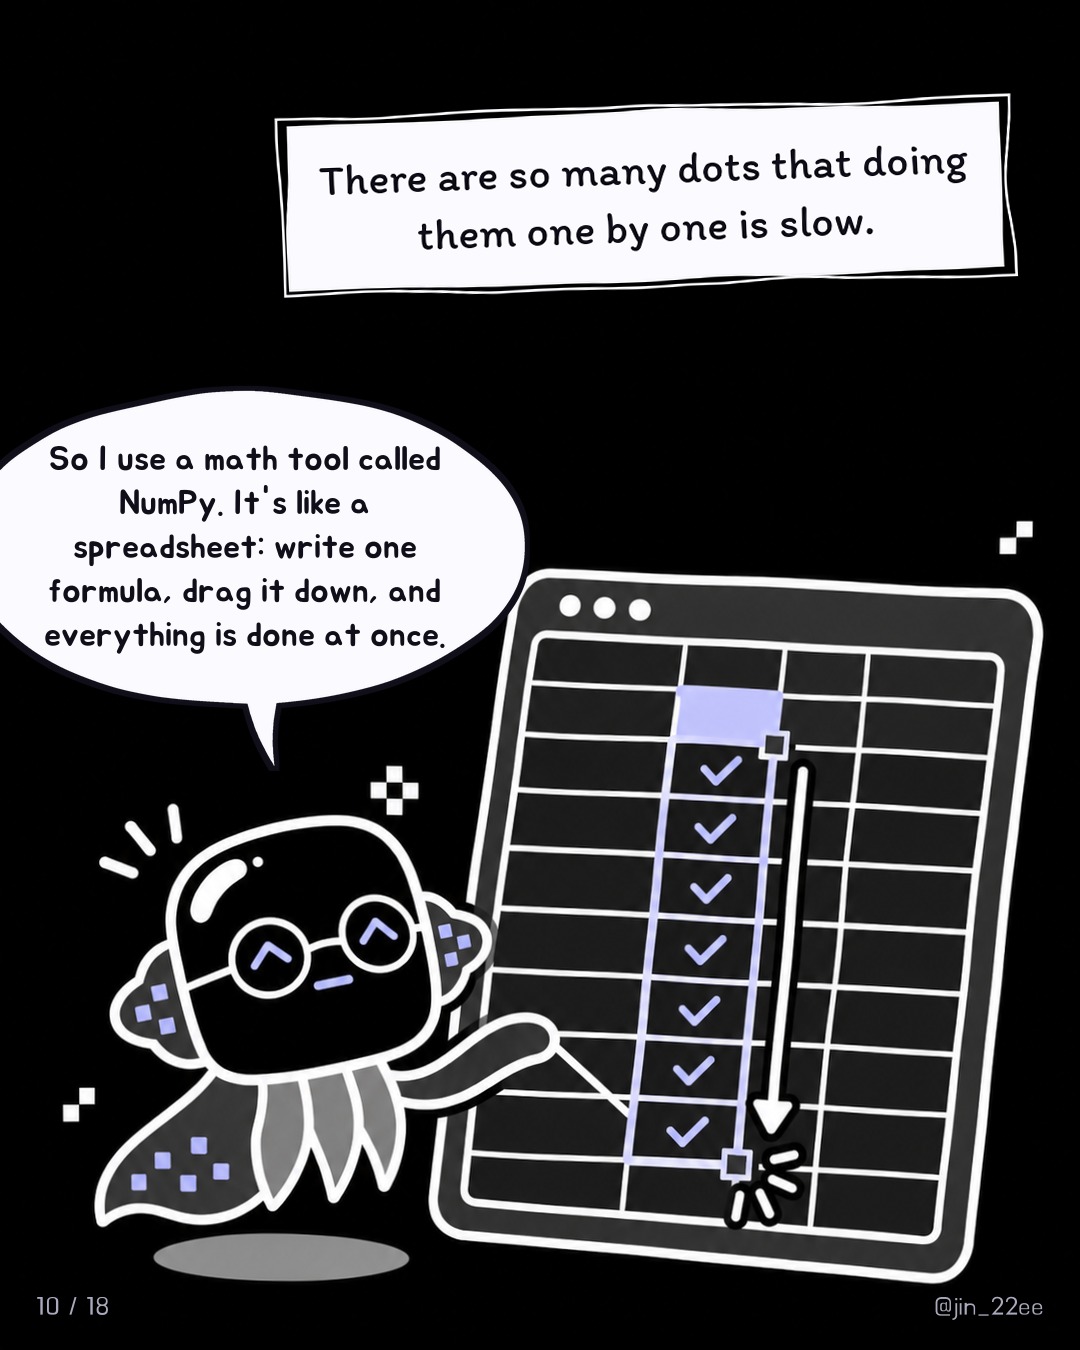 There are so many dots that doing
them one by one is slow.
So I use a math tool called
NumPy. It's like a
spreadsheet: write one
formula, drag it down, and
everything is done at once.
10 / 18
@jin_22ee